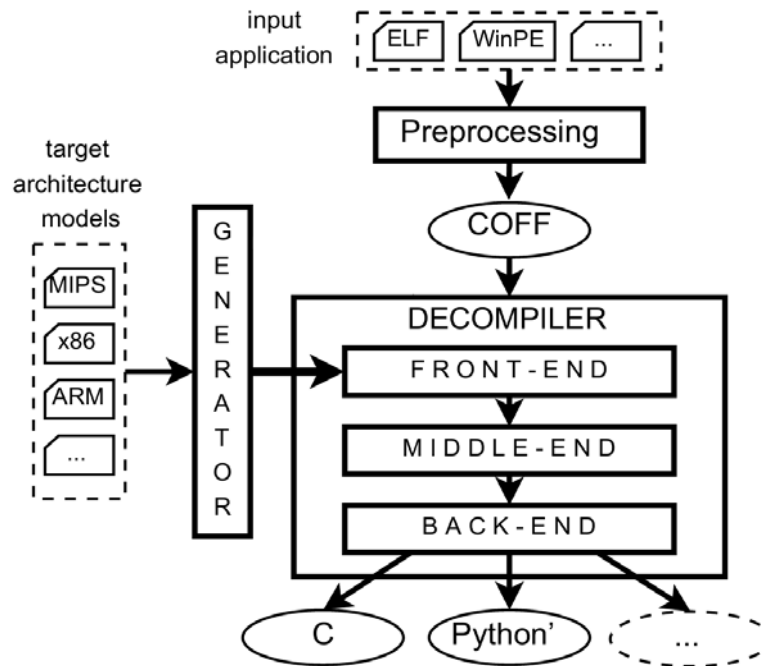 input
application
ELF
WinPE
...
Preprocessing
COFF
target
architecture
models
MIPS
x86
ARM
...
GENERATOR
DECOMPILER
FRONT-END
MIDDLE-END
BACK-END
C
Python’
...